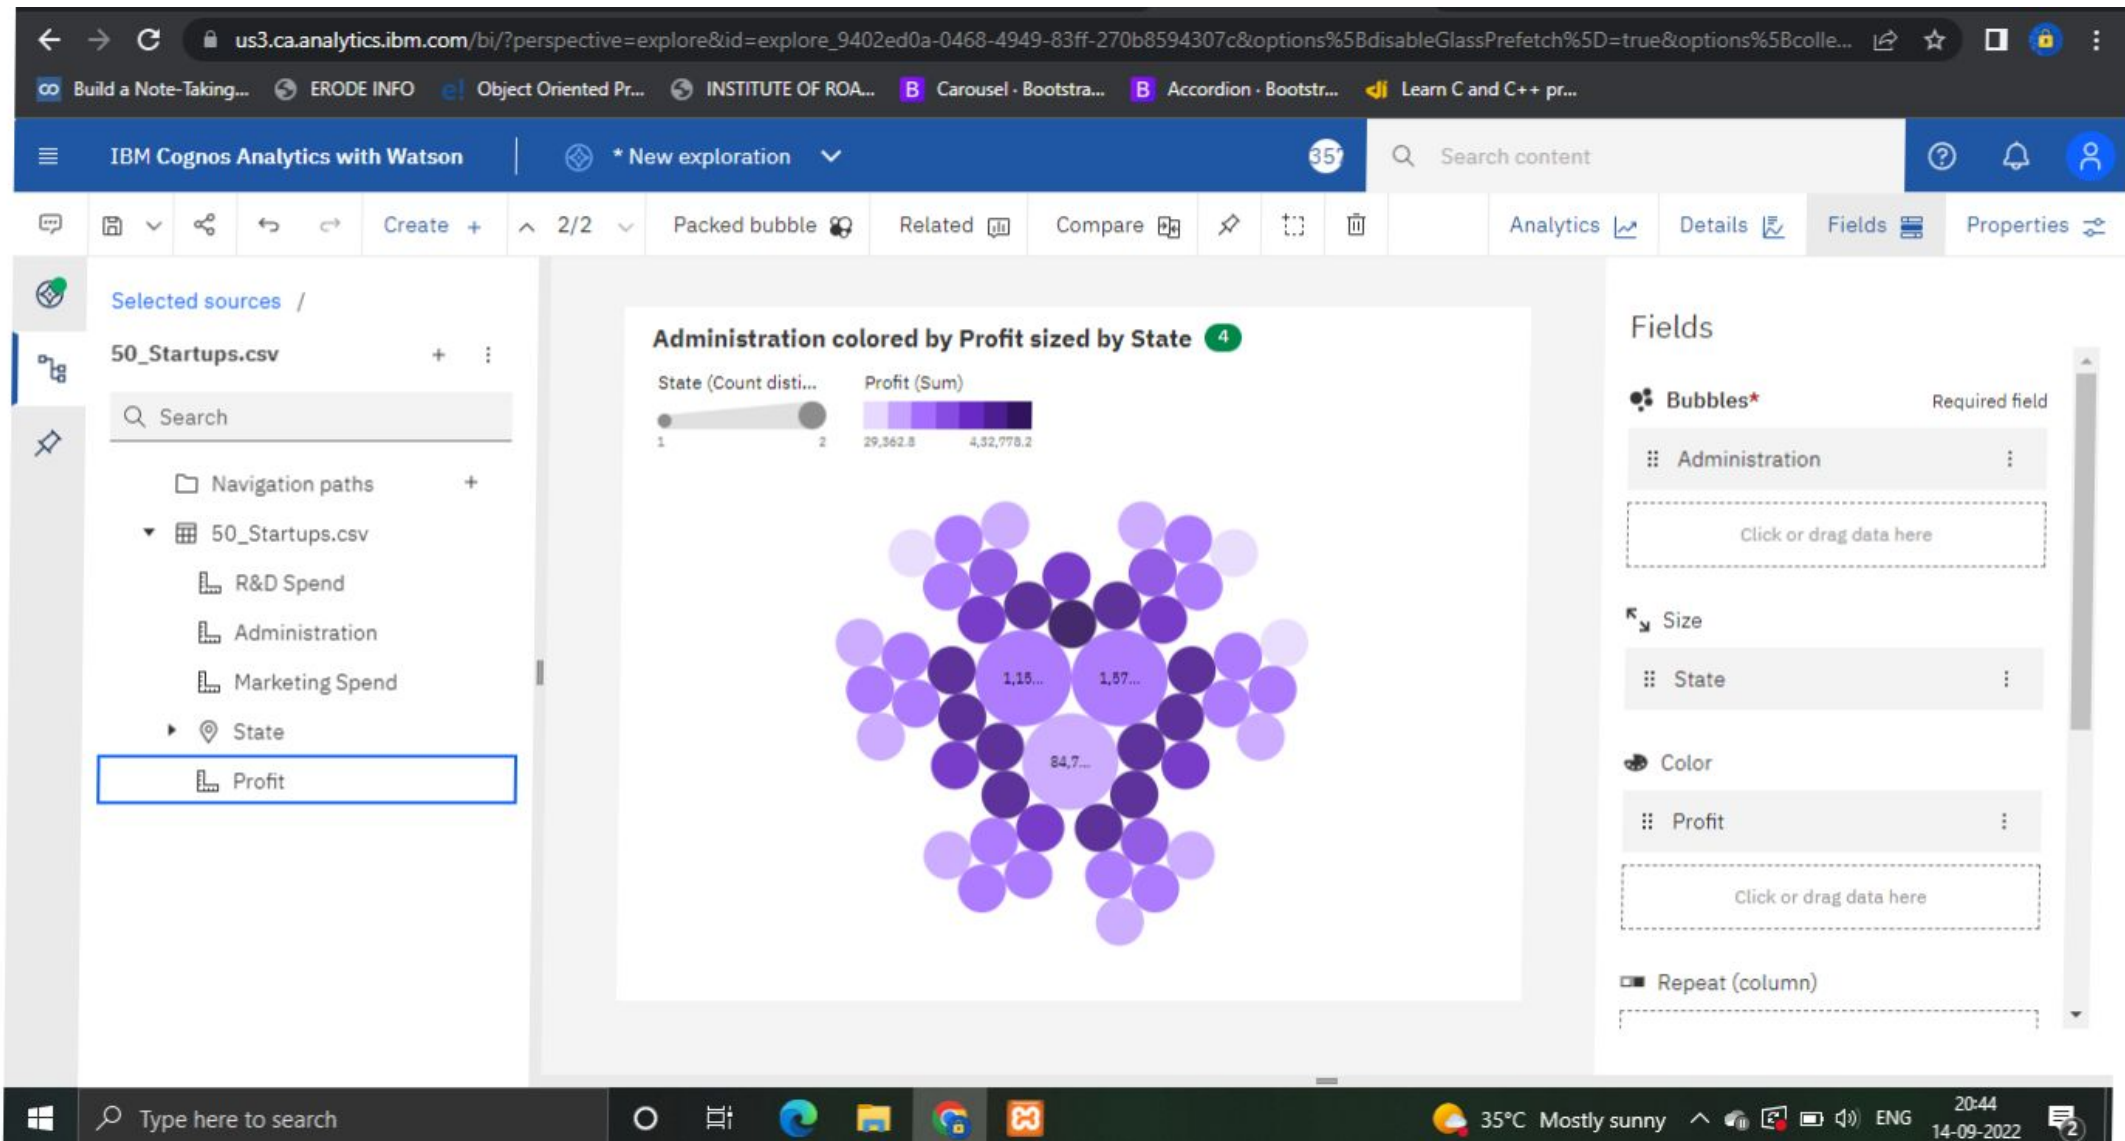 us3.ca.analytics.ibm.com/bi/?perspective=explore&id=explore_9402ed0a-0468-4949-83ff-270b8594307c&options%5BdisableGlassPrefetch%5D=true&options%5Bcolle...
Build a Note-Taking... ERODE INFO e! Object Oriented Pr... INSTITUTE OF ROA... B Carousel · Bootstra... B Accordion · Bootstr... Learn C and C++ pr...
IBM Cognos Analytics with Watson * New exploration Search content
Create + 2/2 Packed bubble Related Compare Analytics Details Fields Properties
Selected sources /
50_Startups.csv
Search
Navigation paths
50_Startups.csv
R&D Spend
Administration
Marketing Spend
State
Profit
Administration colored by Profit sized by State 4
State (Count disti... Profit (Sum)
1 2 29,362.8 4,32,778.2
1,15... 1,57...
84,7...
Fields
Bubbles* Required field
Administration
Click or drag data here
Size
State
Color
Profit
Click or drag data here
Repeat (column)
Type here to search
35°C Mostly sunny ENG
20:44
14-09-2022
2